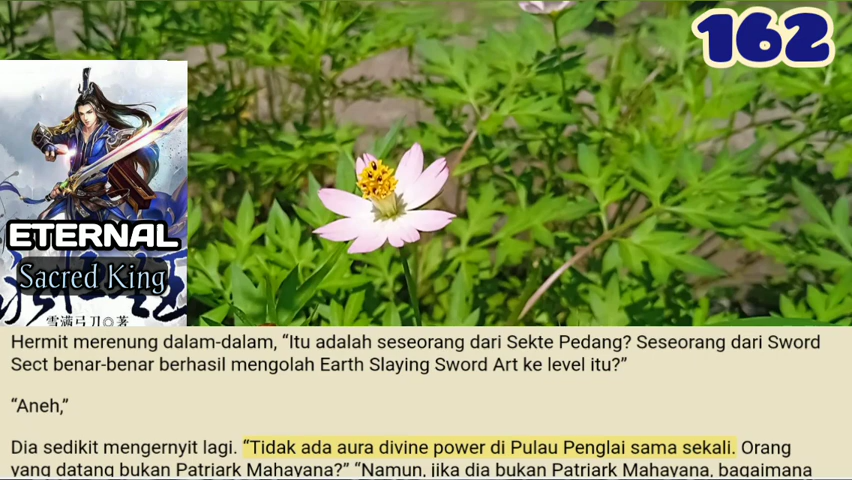 162
ETERNAL
Sacred King
雪满弓刀◎著
Hermit merenung dalam-dalam, “Itu adalah seseorang dari Sekte Pedang? Seseorang dari Sword
Sect benar-benar berhasil mengolah Earth Slaying Sword Art ke level itu?”
“Aneh,”
Dia sedikit mengernyit lagi. “Tidak ada aura divine power di Pulau Penglai sama sekali. Orang
yang datang bukan Patriark Mahayana?” “Namun, jika dia bukan Patriark Mahayana, bagaimana